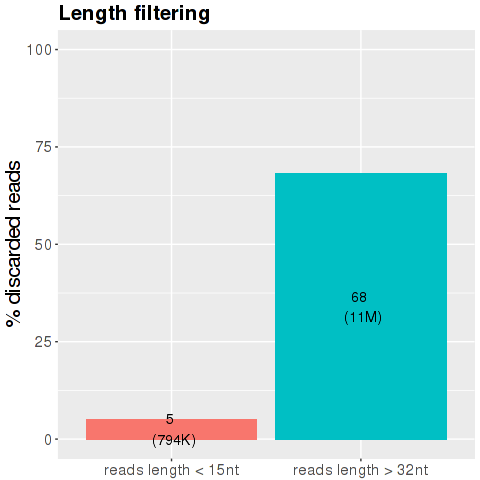 Length filtering
% discarded reads
100
75
50
25
0
5
(794K)
68
(11M)
reads length < 15nt
reads length > 32nt